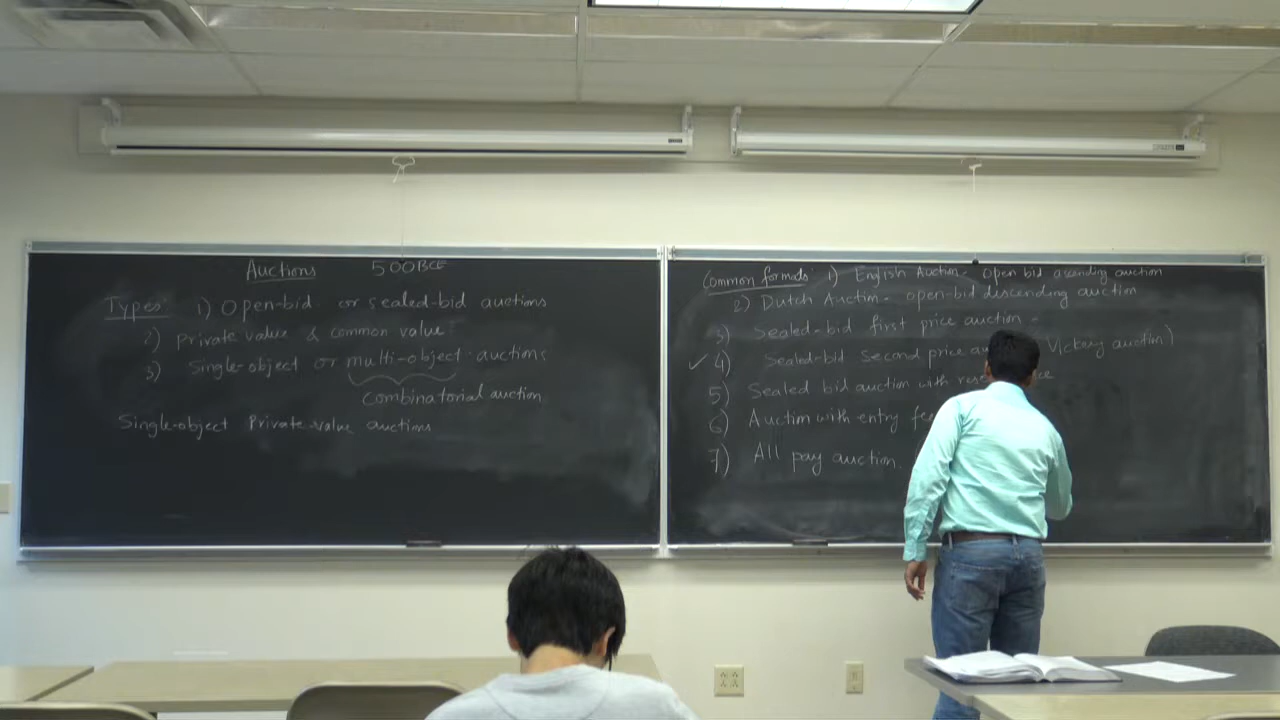 Auctions 500BCE
Types: 1) Open-bid or sealed-bid auctions
2) Private value & common value
3) Single-object or multi-object auctions
combinatorial auction
Single-object Private-value auctions
Common formats: 1) English Auction - Open bid ascending auction
2) Dutch Auction - open-bid descending auction
3) Sealed-bid first price auction -
✓ 4) Sealed-bid second price Vickrey auction)
5) Sealed bid auction with
6) Auction with entry
7) All pay auction.